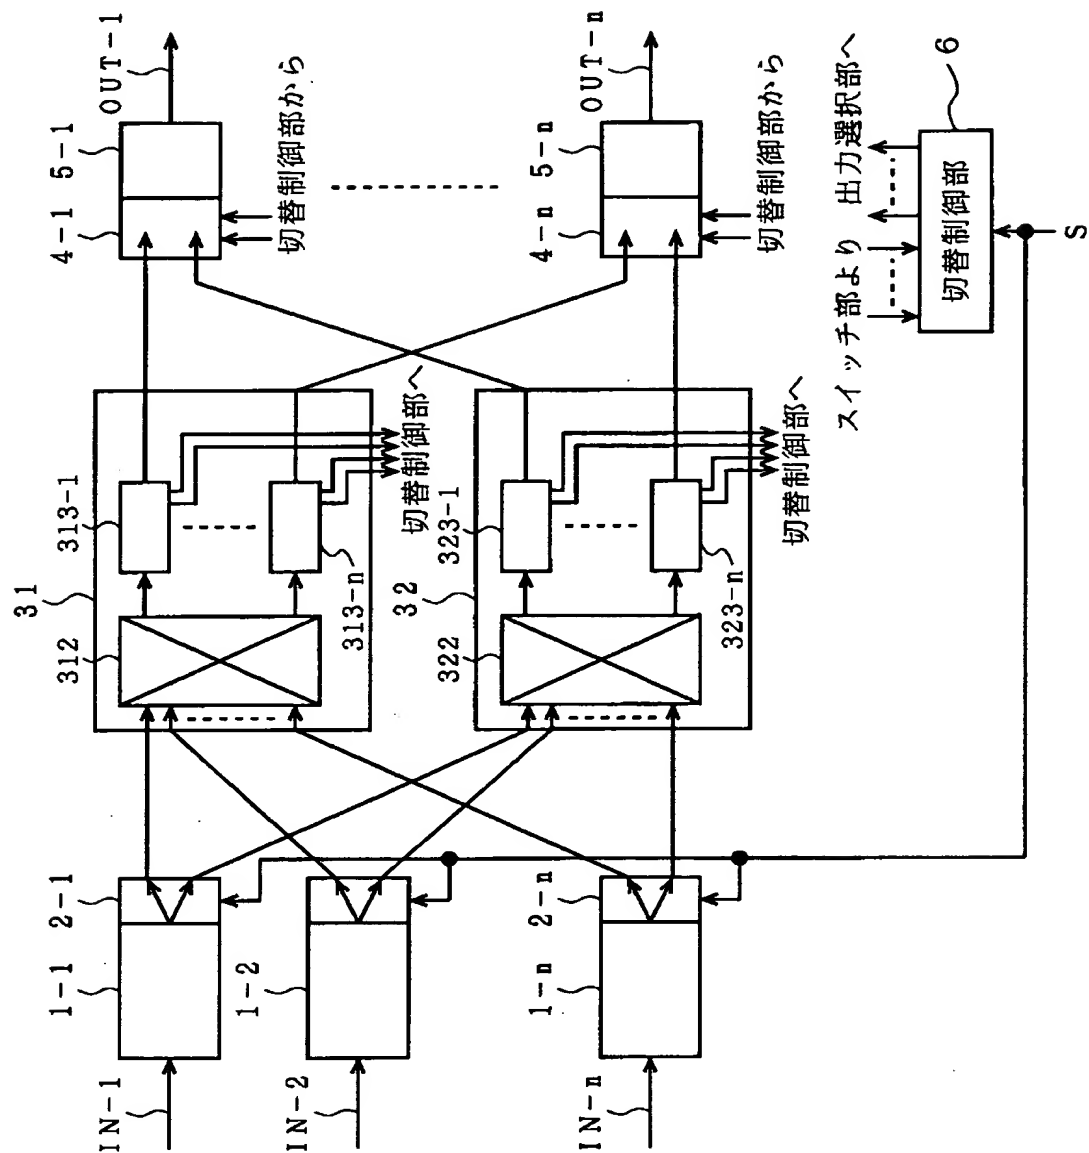 IN-1
IN-2
IN-n
1-1
2-1
1-2
1-n
2-n
31
312
313-1
313-n
切替制御部へ
32
322
323-1
323-n
切替制御部へ
4-1
5-1
OUT-1
切替制御部から
4-n
5-n
OUT-n
切替制御部から
スイッチ部より
出力選択部へ
切替制御部
6
S